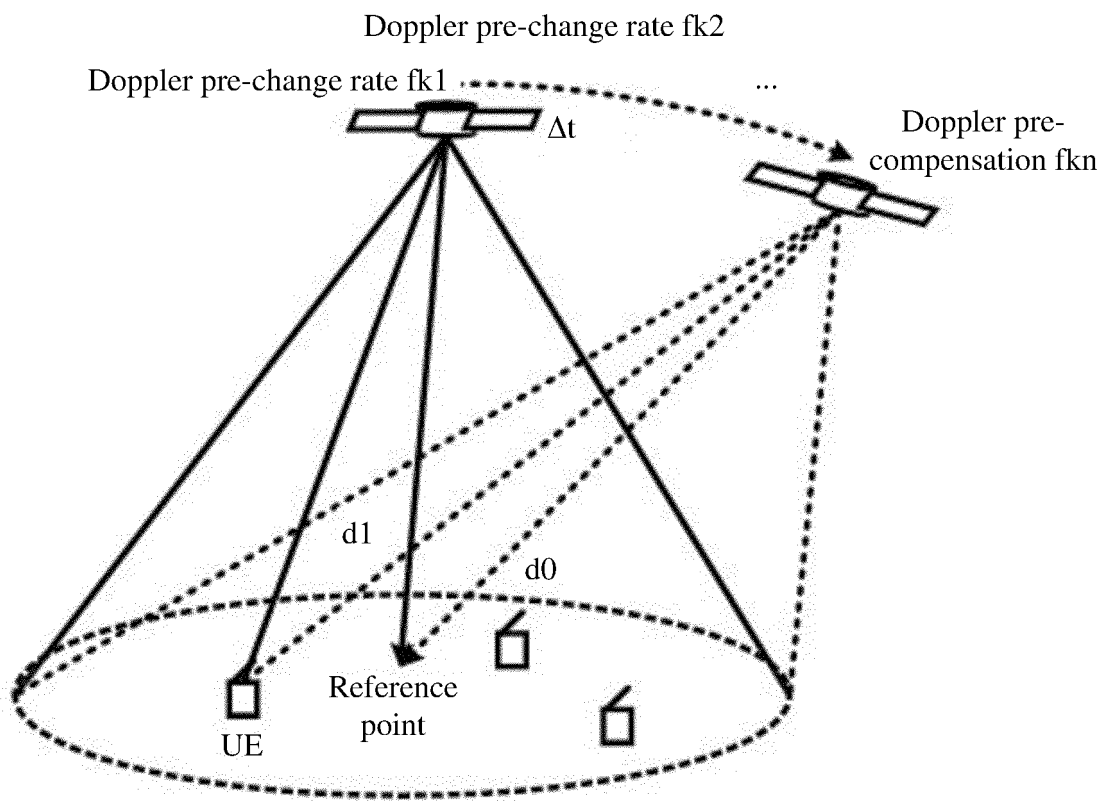 Doppler pre-change rate fk2
Doppler pre-change rate fk1
...
Δt
Doppler pre-
compensation fkn
d1
d0
Reference
point
UE